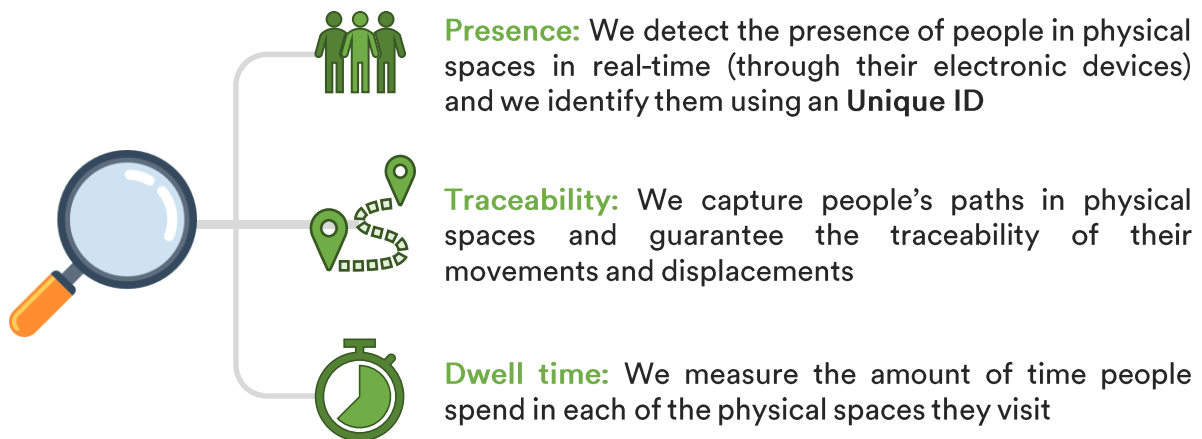 Presence: We detect the presence of people in physical
spaces in real-time (through their electronic devices)
and we identify them using an Unique ID
Traceability: We capture people’s paths in physical
spaces and guarantee the traceability of their
movements and displacements
Dwell time: We measure the amount of time people
spend in each of the physical spaces they visit